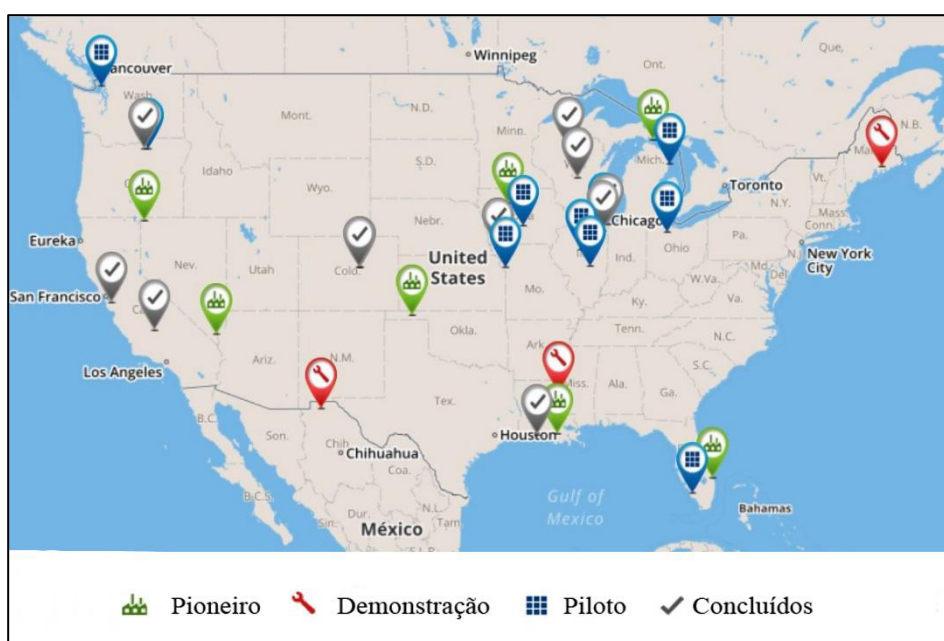 Winnipeg
Ont.
Que.
ancouver
Wash.
Mont.
N.D.
Minn.
N.B.
Idaho
S.D.
Mich.
Toronto
Vt.
Wyo.
N.Y.
Mass.
Conn.
Nebr.
Chicago
Eureka
Nev.
Utah
Colo.
United
States
Ind.
Ohio
Pa.
New York
City
San Francisco
Mo.
Ky.
W.Va.
Va.
Md.
Del
Okla.
Tenn.
N.C.
Los Angeles
Ariz.
N.M.
Ark.
Miss.
Ala.
Ga.
S.C.
B.C.
Son.
Tex.
Houston
Chih
Chihuahua
Coa.
B.C.S.
Gulf of
Mexico
Bahamas
Sin.
Dur.
N.L.
Tam
México
Pioneiro
Demonstração
Piloto
Concluídos